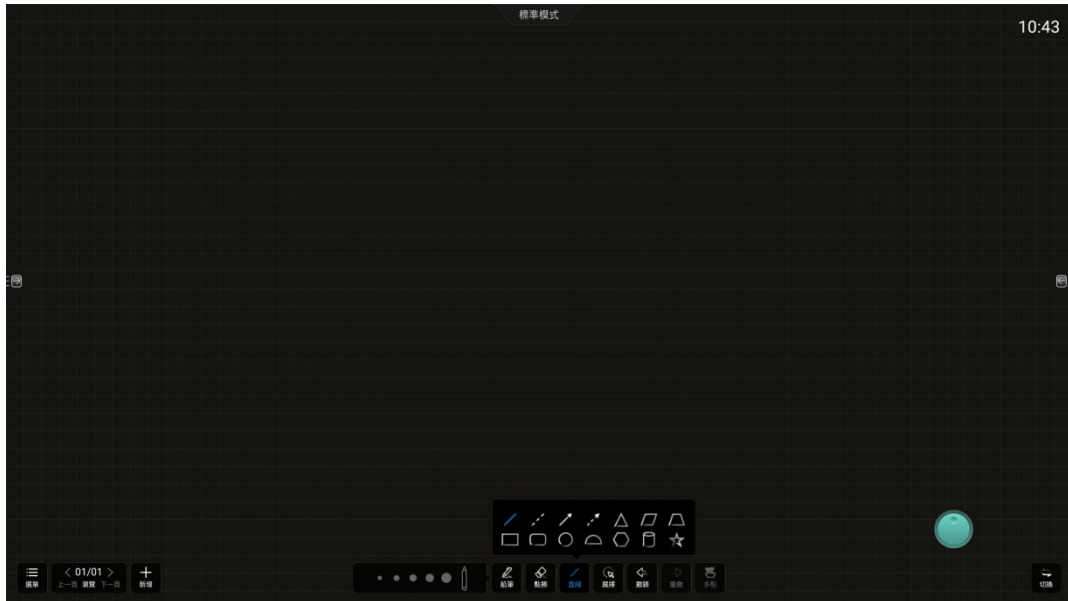 標準模式
10:43
01/01
選單 上一頁 瀏覽 下一頁 新增
鉛筆 點擦 直線 選擇 撤銷 重做 多點
切換